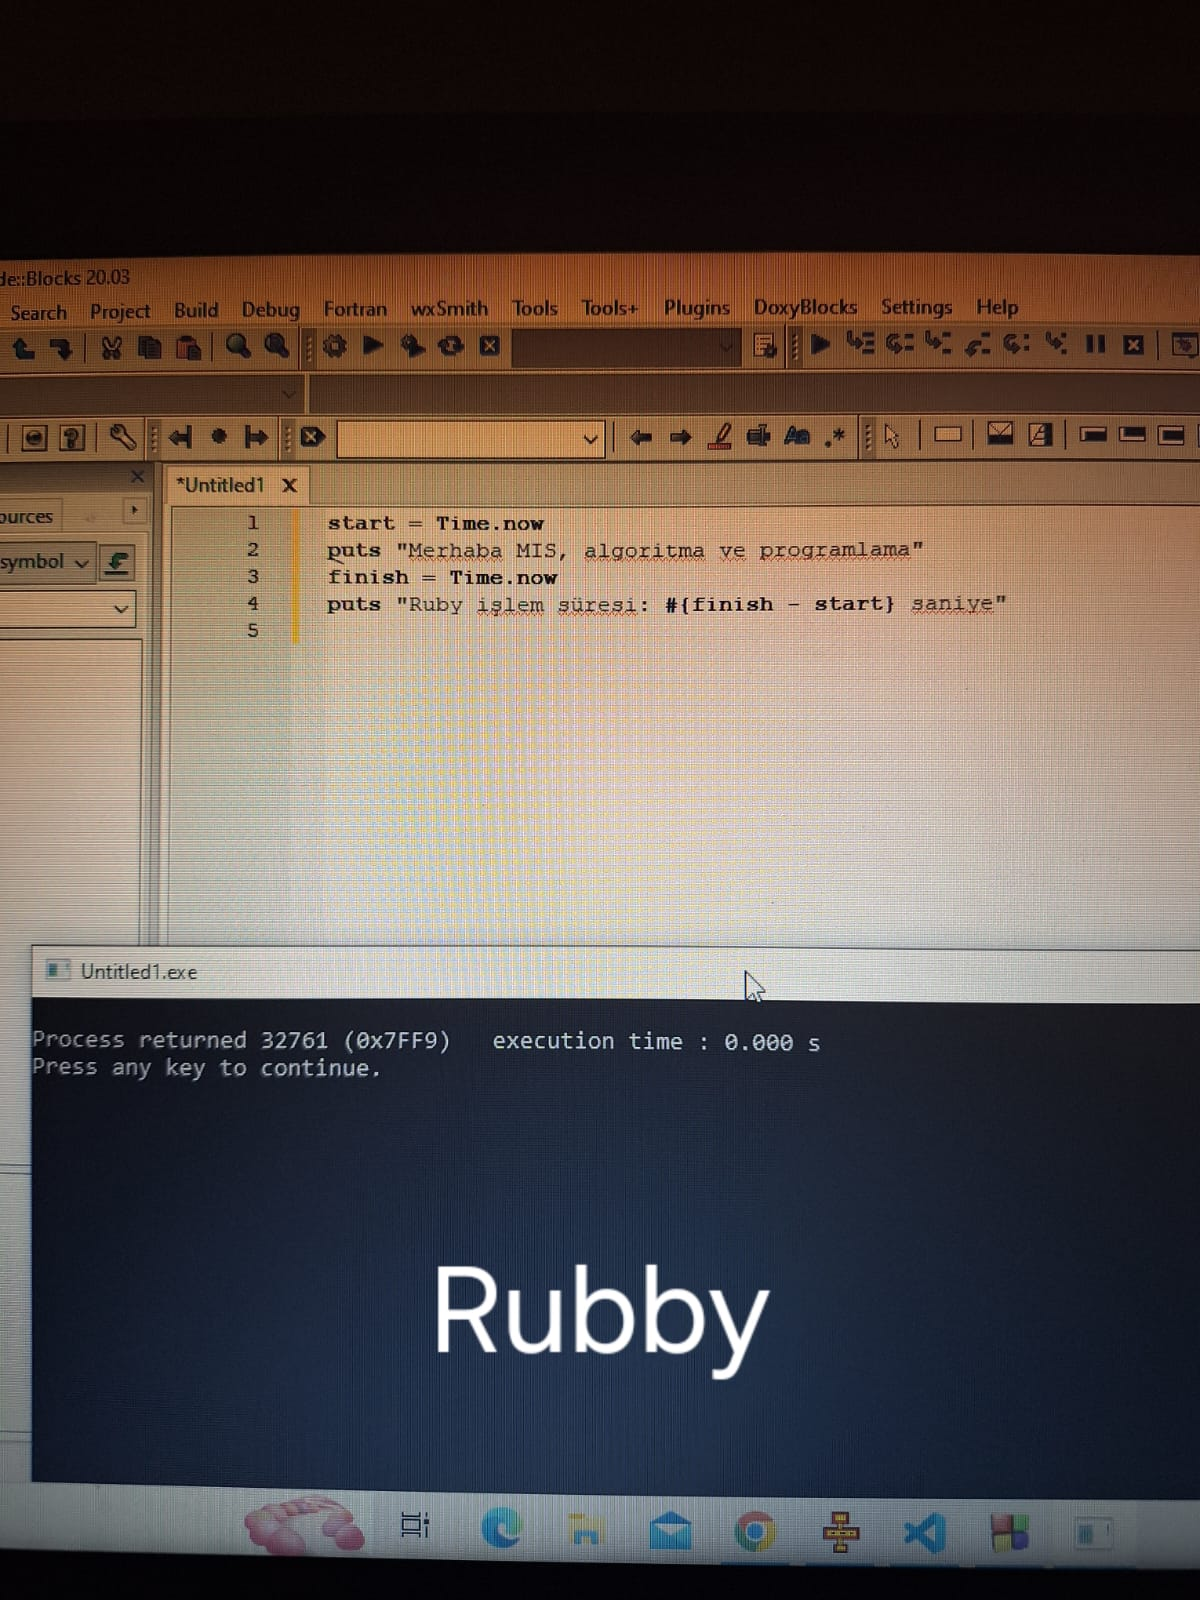 de::Blocks 20.03
Search Project Build Debug Fortran wxSmith Tools Tools+ Plugins DoxyBlocks Settings Help
*Untitled1 X
ources
symbol
1 start = Time.now
2 puts "Merhaba MIS, algoritma ve programlama"
3 finish = Time.now
4 puts "Ruby işlem süresi: #{finish - start} saniye"
5
Untitled1.exe
Process returned 32761 (0x7FF9) execution time : 0.000 s
Press any key to continue.
Rubby